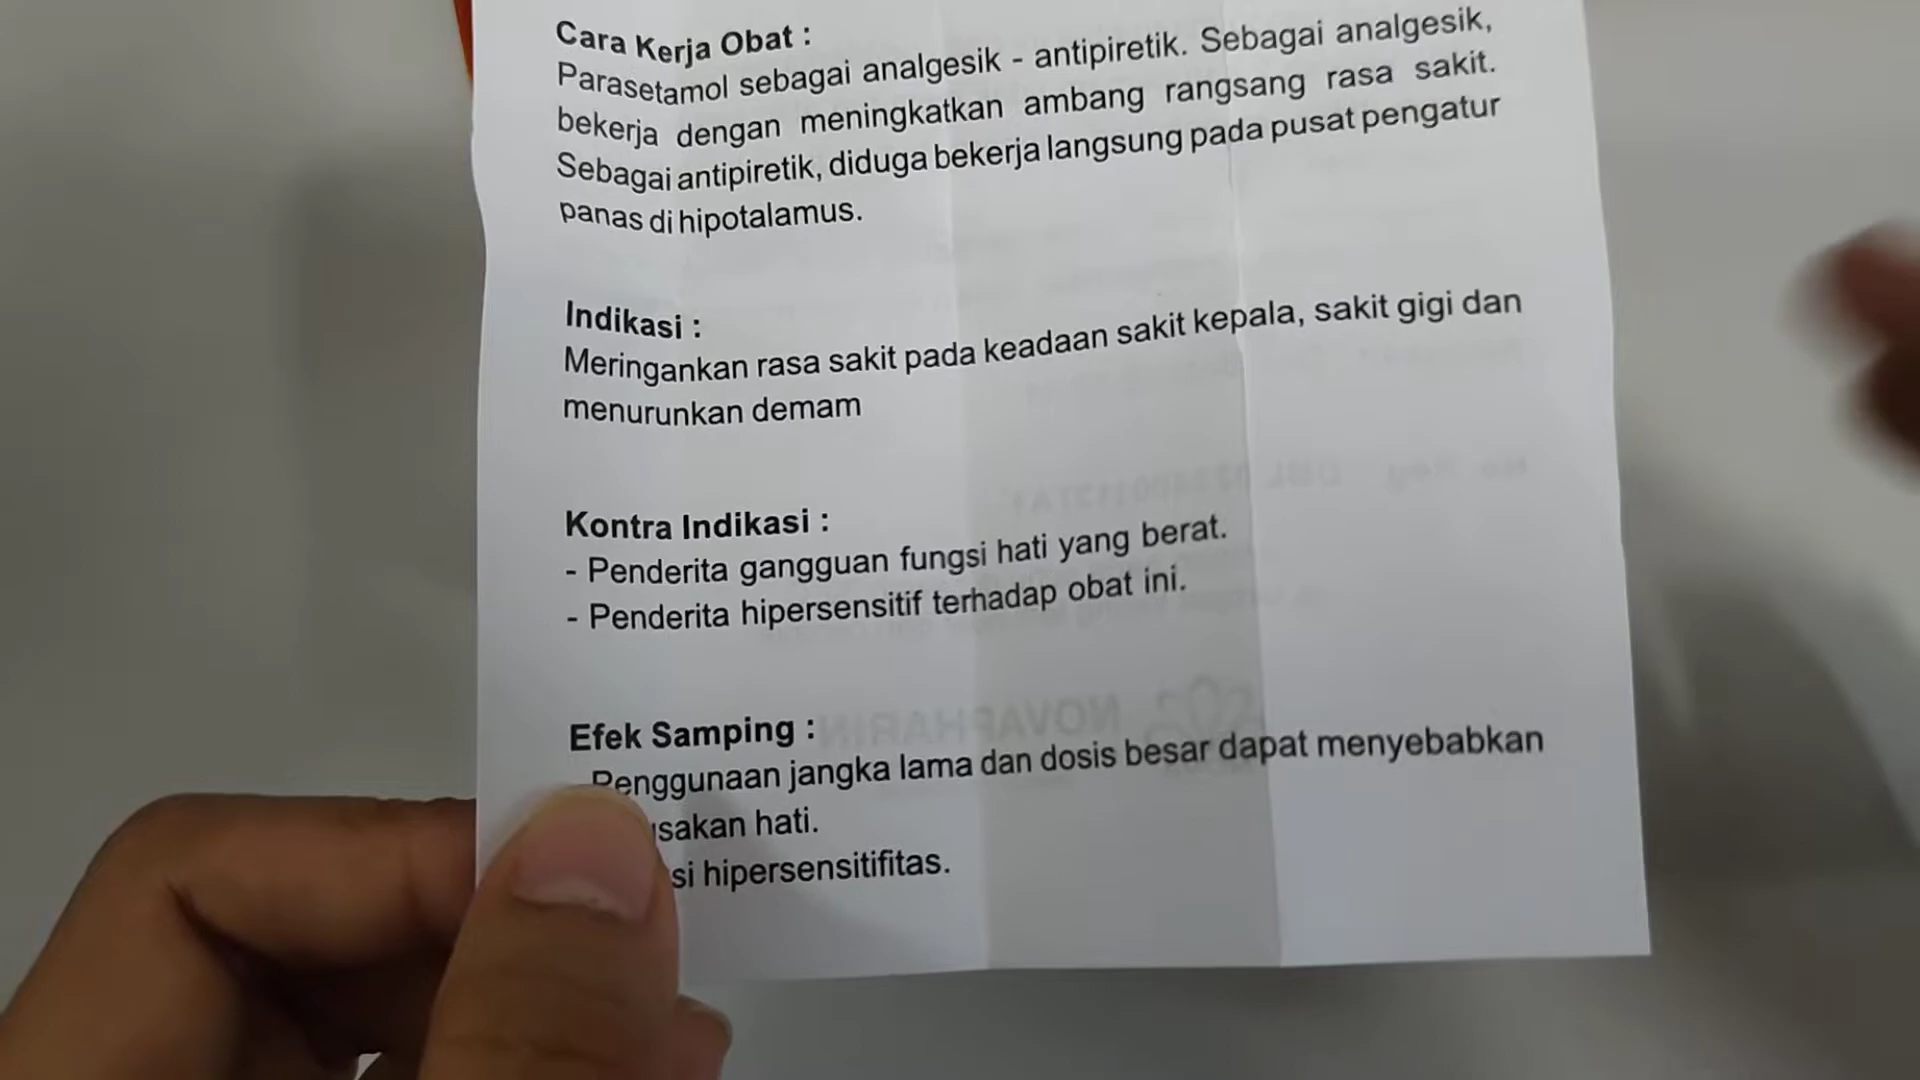 Cara Kerja Obat :
Parasetamol sebagai analgesik - antipiretik. Sebagai analgesik,
bekerja dengan meningkatkan ambang rangsang rasa sakit.
Sebagai antipiretik, diduga bekerja langsung pada pusat pengatur
panas di hipotalamus.
Indikasi :
Meringankan rasa sakit pada keadaan sakit kepala, sakit gigi dan
menurunkan demam
Kontra Indikasi :
- Penderita gangguan fungsi hati yang berat.
- Penderita hipersensitif terhadap obat ini.
Efek Samping :
Penggunaan jangka lama dan dosis besar dapat menyebabkan
hati.
hipersensitifitas.
NOVAPHARIN